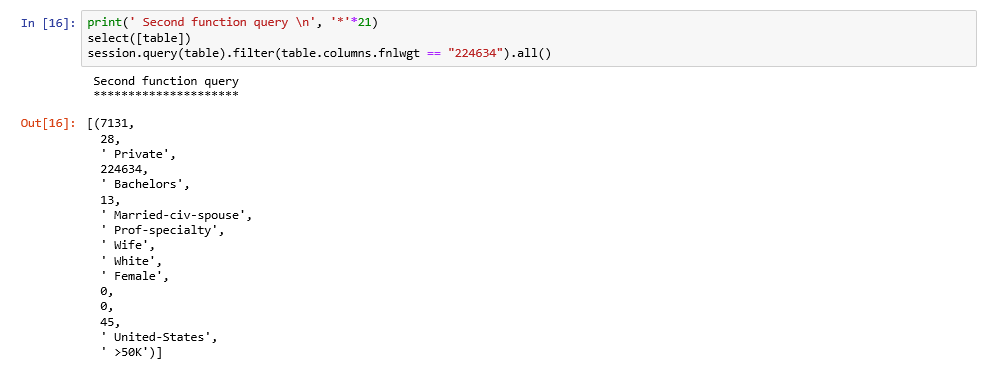 In [16]: print(' Second function query \n', '*'*21)
select([table])
session.query(table).filter(table.columns.fnlwgt == "224634").all()
Second function query
*********************
Out[16]: [(7131,
28,
' Private',
224634,
' Bachelors',
13,
' Married-civ-spouse',
' Prof-specialty',
' Wife',
' White',
' Female',
0,
0,
45,
' United-States',
' >50K')]